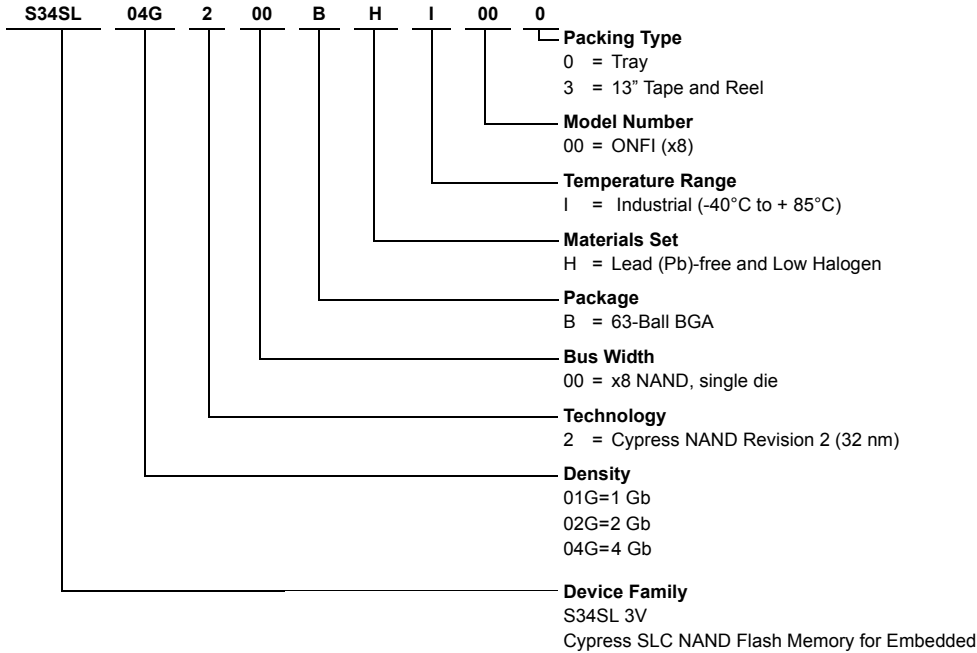 S34SL 04G 2 00 B H I 00 0
Packing Type
0 = Tray
3 = 13” Tape and Reel
Model Number
00 = ONFI (x8)
Temperature Range
I = Industrial (-40°C to + 85°C)
Materials Set
H = Lead (Pb)-free and Low Halogen
Package
B = 63-Ball BGA
Bus Width
00 = x8 NAND, single die
Technology
2 = Cypress NAND Revision 2 (32 nm)
Density
01G=1 Gb
02G=2 Gb
04G=4 Gb
Device Family
S34SL 3V
Cypress SLC NAND Flash Memory for Embedded